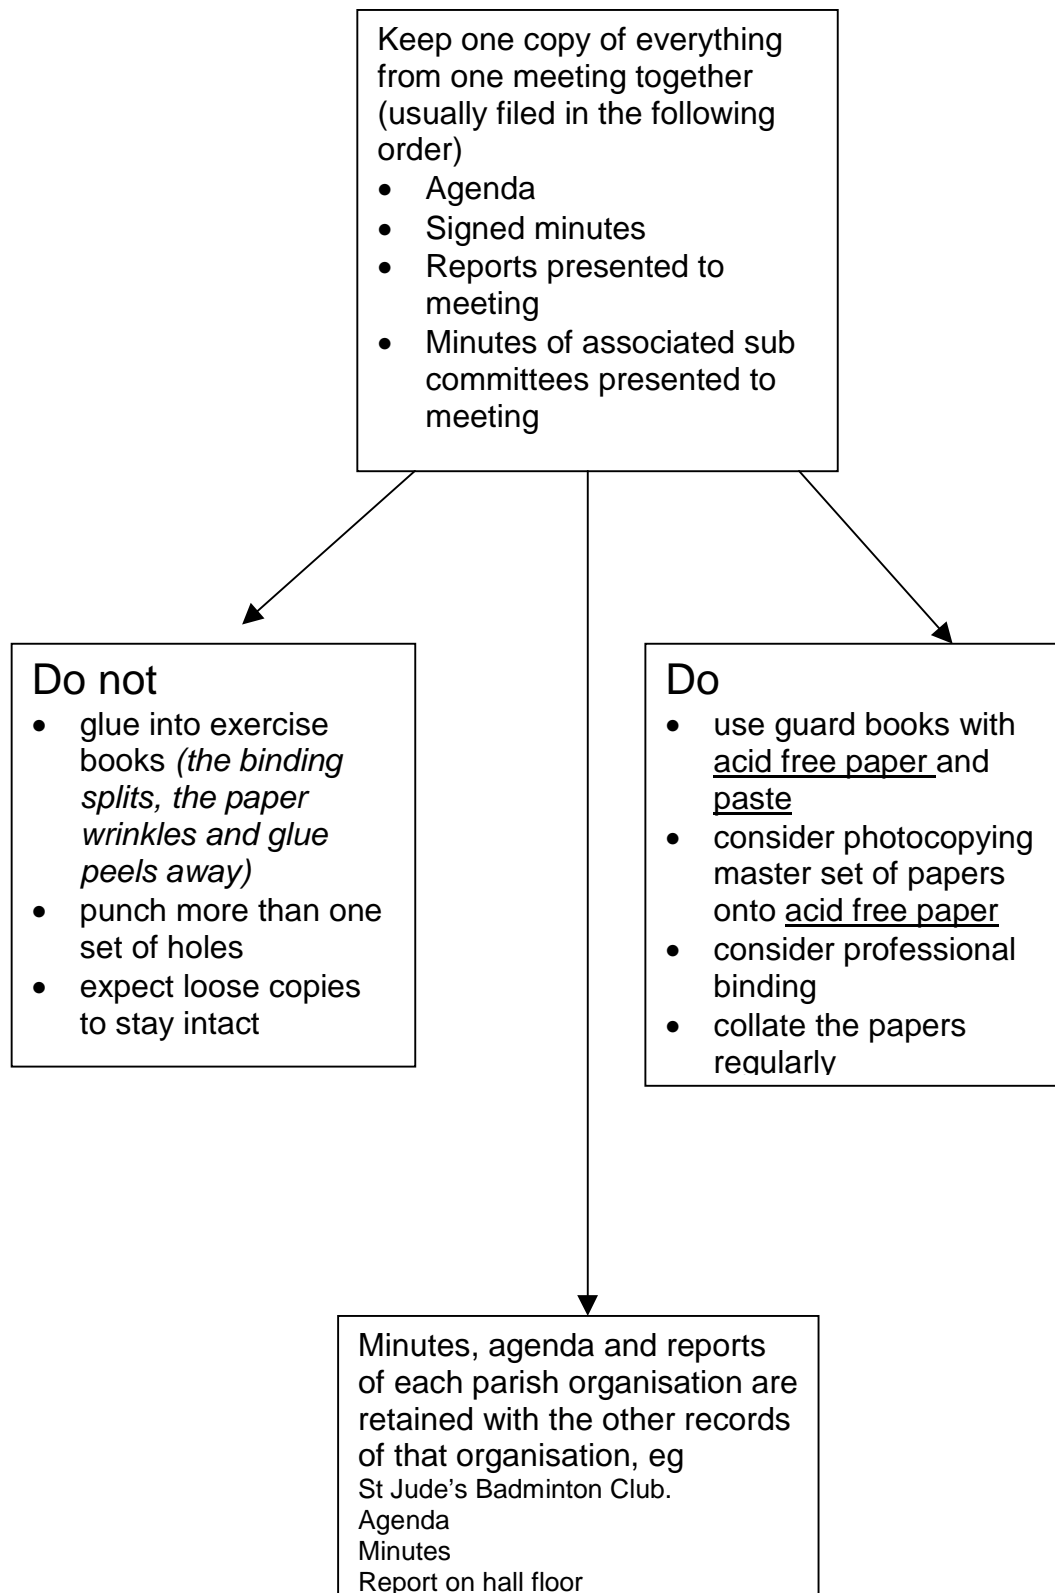 Keep one copy of everything
from one meeting together
(usually filed in the following
order)
• Agenda
• Signed minutes
• Reports presented to
meeting
• Minutes of associated sub
committees presented to
meeting
Do not
• glue into exercise
books (the binding
splits, the paper
wrinkles and glue
peels away)
• punch more than one
set of holes
• expect loose copies
to stay intact
Do
• use guard books with
acid free paper and
paste
• consider photocopying
master set of papers
onto acid free paper
• consider professional
binding
• collate the papers
regularly
Minutes, agenda and reports
of each parish organisation are
retained with the other records
of that organisation, eg
St Jude’s Badminton Club.
Agenda
Minutes
Report on hall floor